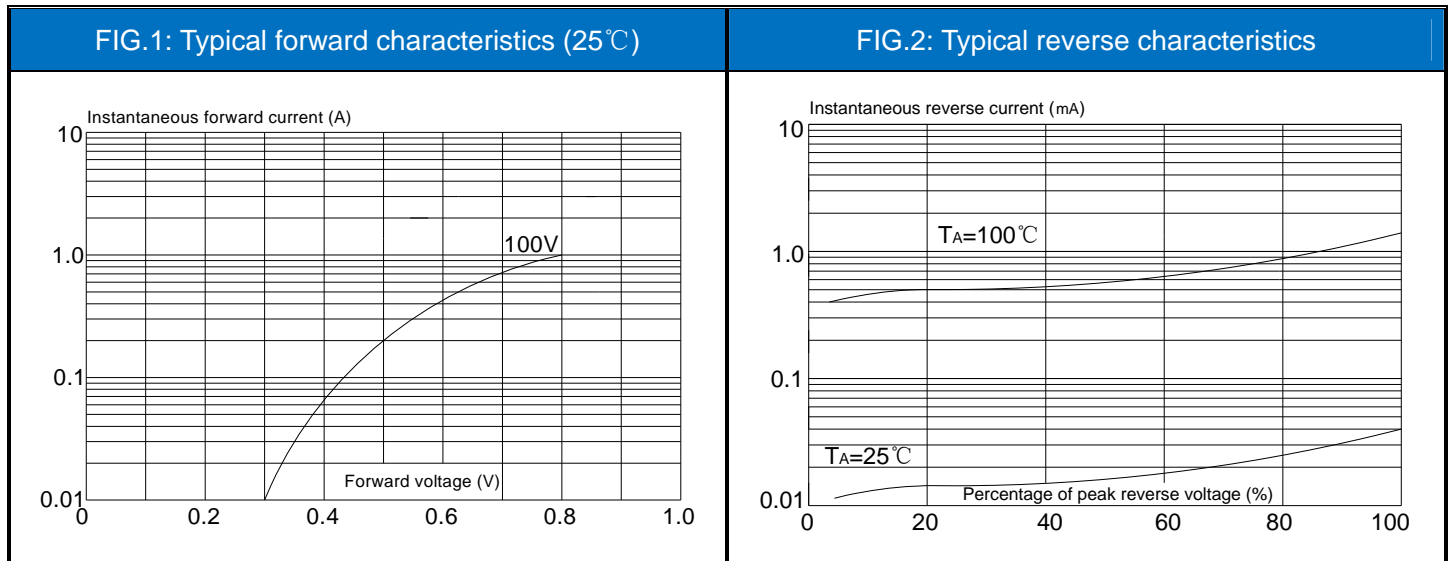 FIG.1: Typical forward characteristics (25℃)
FIG.2: Typical reverse characteristics
Instantaneous forward current (A)
10
1.0
0.1
0.01
100V
Forward voltage (V)
0
0.2
0.4
0.6
0.8
1.0
Instantaneous reverse current (mA)
10
1.0
0.1
0.01
TA=100℃
TA=25℃
Percentage of peak reverse voltage (%)
0
20
40
60
80
100